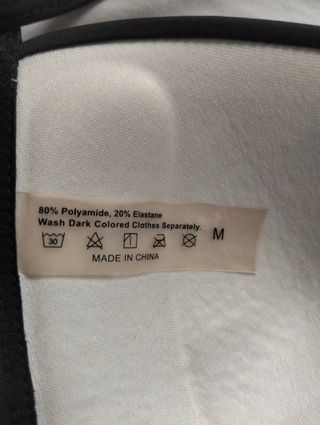 80% Polyamide, 20% Elastane
Wash Dark Colored Clothes Separately.
30 M
MADE IN CHINA